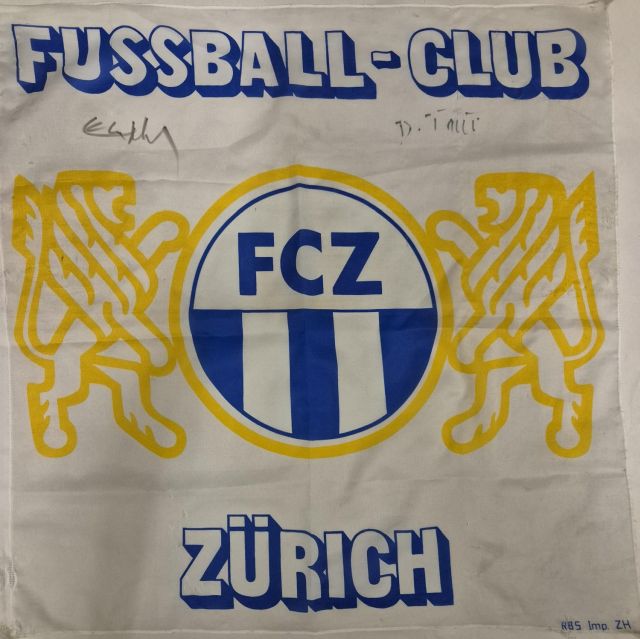 FUSSBALL-CLUB
FCZ
ZÜRICH
RBS Imp. ZH